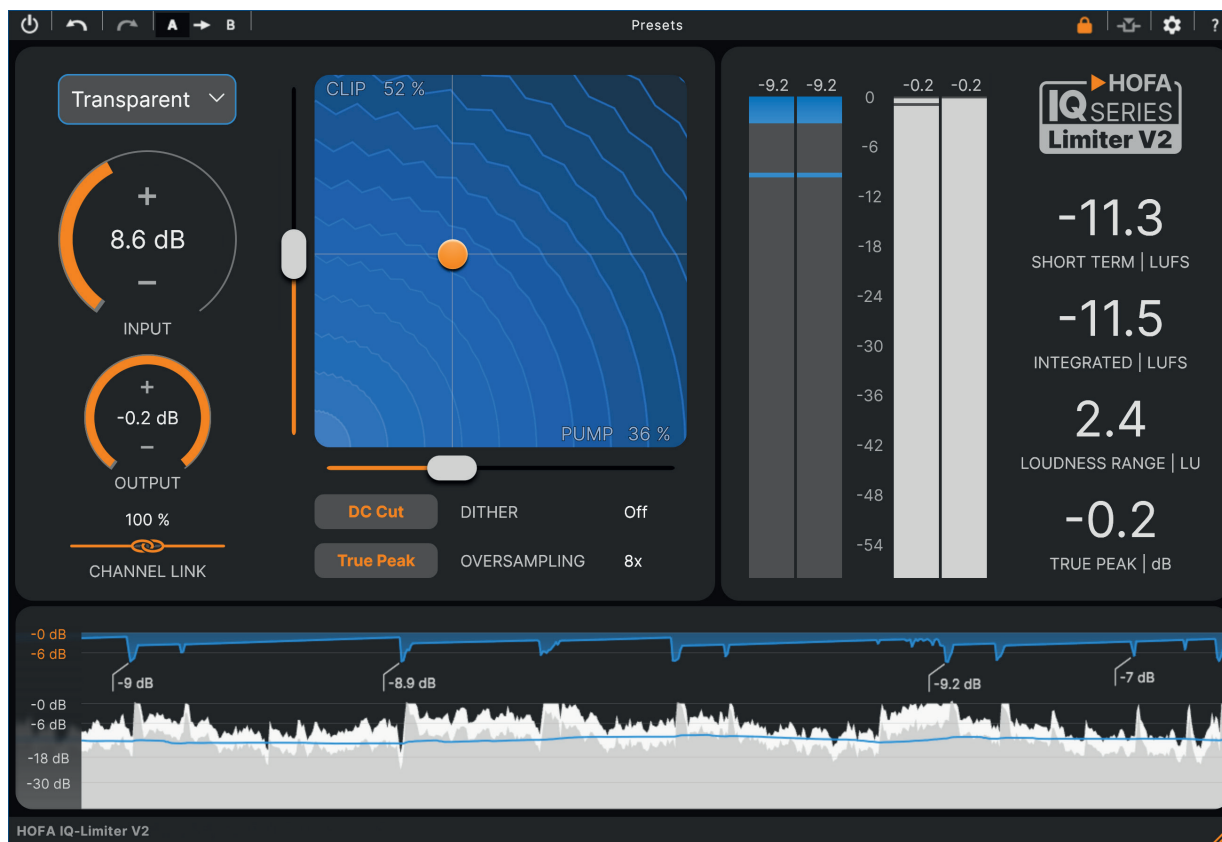 A B
Presets
?
Transparent
8.6 dB
INPUT
-0.2 dB
OUTPUT
100 %
CHANNEL LINK
CLIP 52 %
PUMP 36 %
DC Cut DITHER Off
True Peak OVERSAMPLING 8x
-9.2 -9.2 -0.2 -0.2
0
-6
-12
-18
-24
-30
-36
-42
-48
-54
HOFA
IQ SERIES
Limiter V2
-11.3
SHORT TERM | LUFS
-11.5
INTEGRATED | LUFS
2.4
LOUDNESS RANGE | LU
-0.2
TRUE PEAK | dB
-0 dB
-6 dB
-9 dB -8.9 dB -9.2 dB -7 dB
-0 dB
-6 dB
-18 dB
-30 dB
HOFA IQ-Limiter V2